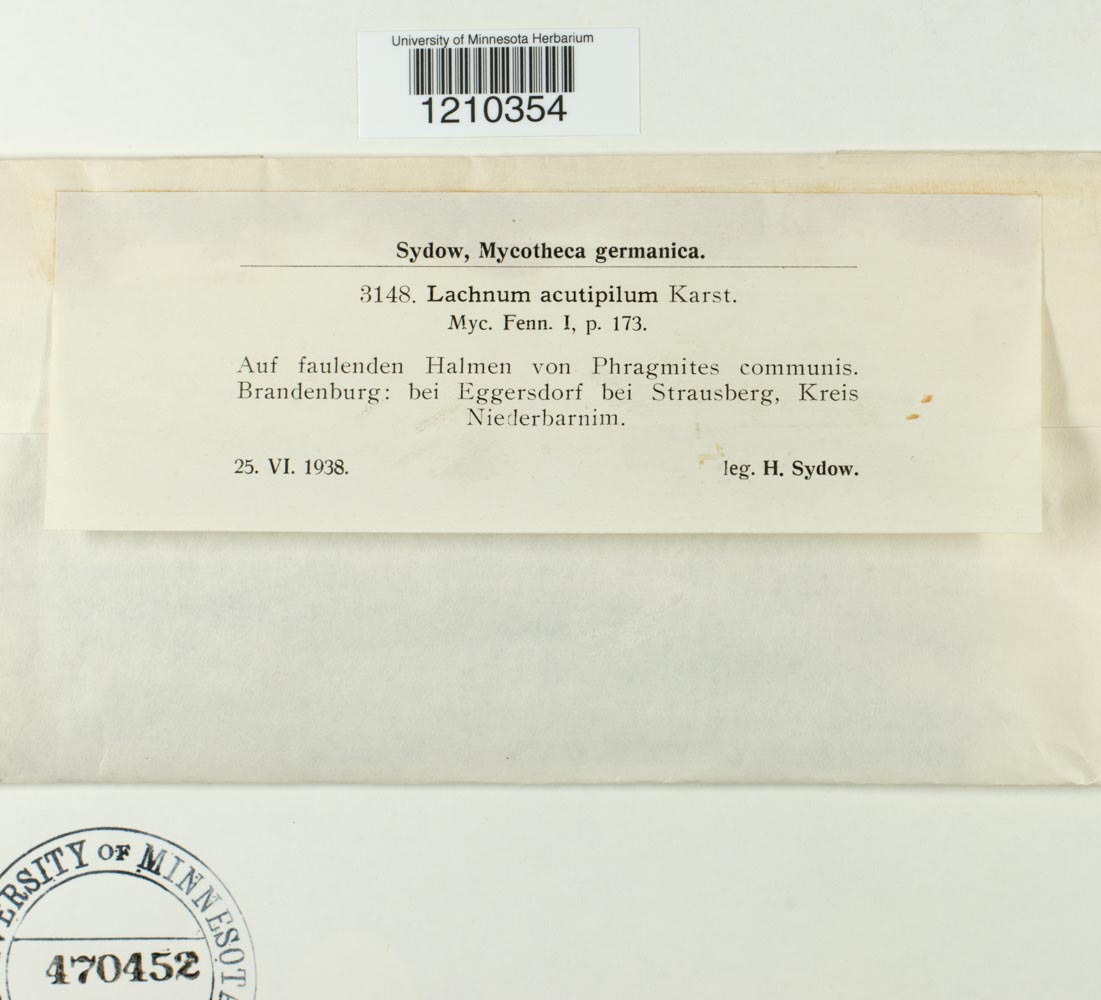 University of Minnesota Herbarium
1210354
Sydow, Mycotheca germanica.
3148. Lachnum acutipilum Karst.
Myc. Fenn. I, p. 173.
Auf faulenden Halmen von Phragmites communis.
Brandenburg: bei Eggersdorf bei Strausberg, Kreis
Niederbarnim.
25. VI. 1938. leg. H. Sydow.
VERSITY OF MINNESOTA
470452